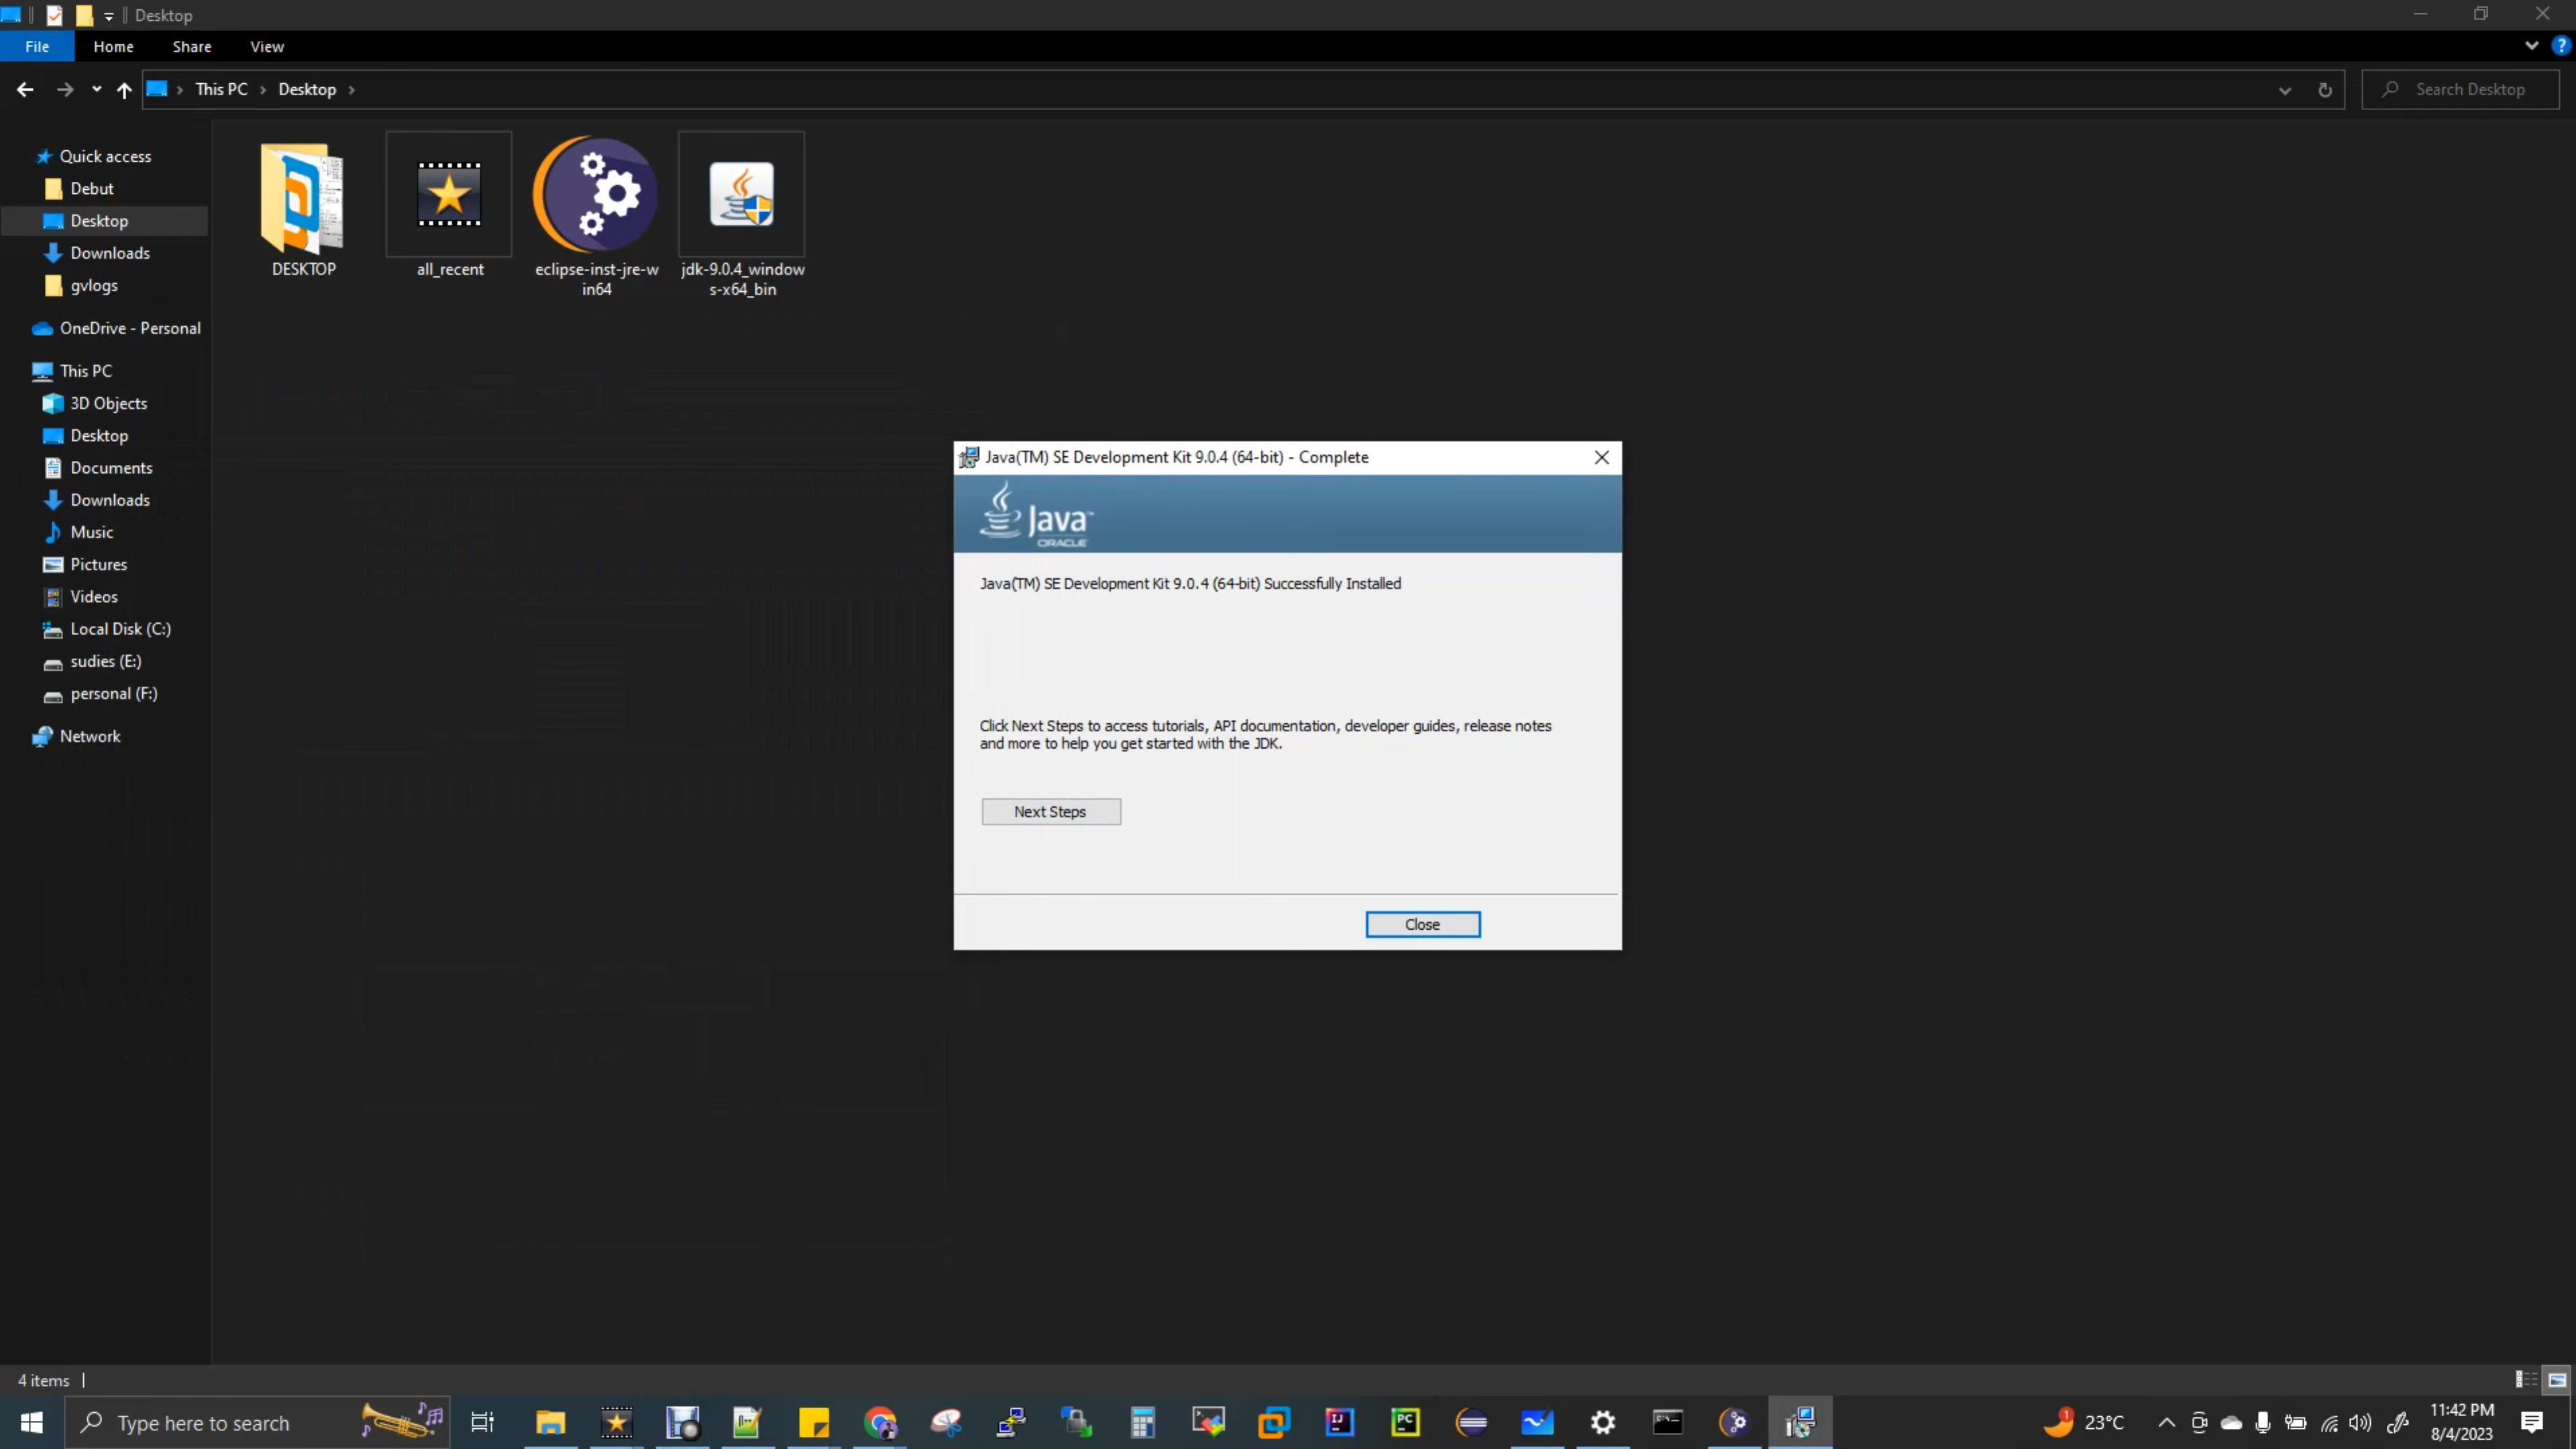 Desktop
File Home Share View
This PC Desktop
Search Desktop
Quick access
Debut
Desktop
Downloads
gvlogs
OneDrive - Personal
This PC
3D Objects
Desktop
Documents
Downloads
Music
Pictures
Videos
Local Disk (C:)
sudies (E:)
personal (F:)
Network
DESKTOP
all_recent
eclipse-inst-jre-w
in64
jdk-9.0.4_window
s-x64_bin
Java(TM) SE Development Kit 9.0.4 (64-bit) - Complete
Java™
ORACLE
Java(TM) SE Development Kit 9.0.4 (64-bit) Successfully Installed
Click Next Steps to access tutorials, API documentation, developer guides, release notes
and more to help you get started with the JDK.
Next Steps
Close
4 items
Type here to search
IJ
PC
1
23°C
11:42 PM
8/4/2023